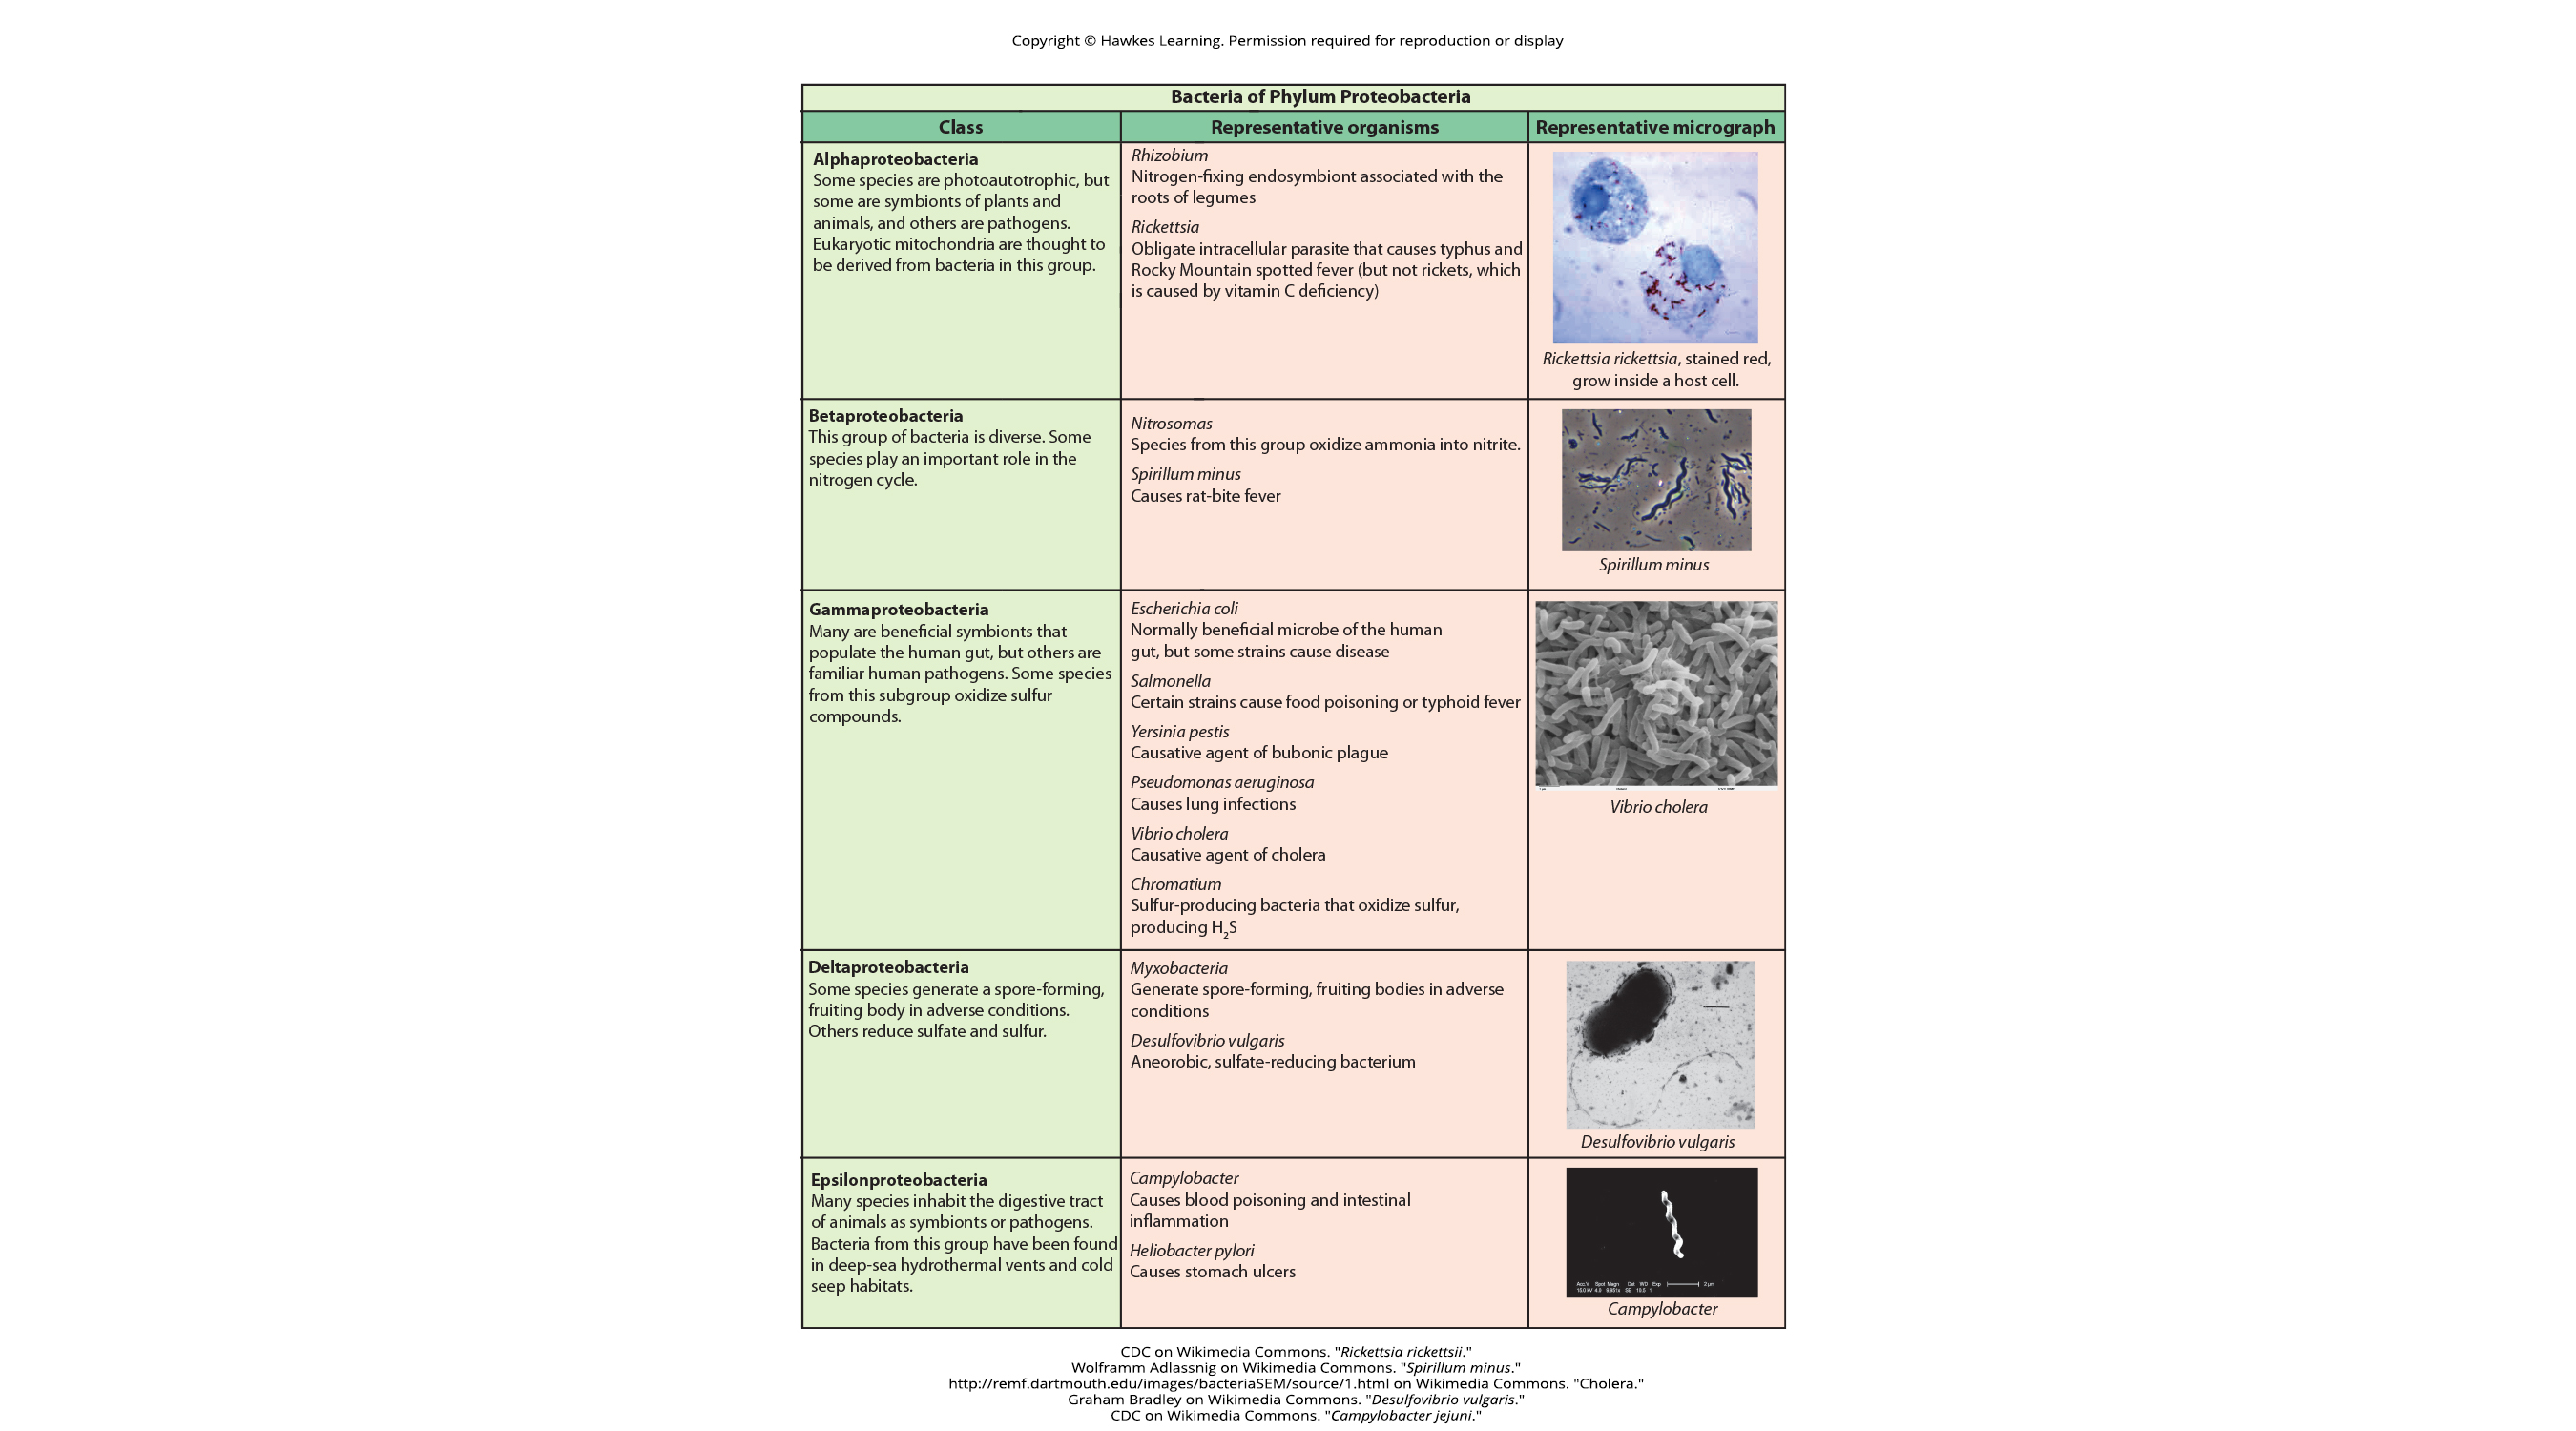 Copyright © Hawkes Learning. Permission required for reproduction or display
Bacteria of Phylum Proteobacteria
Class
Representative organisms
Representative micrograph
Alphaproteobacteria
Some species are photoautotrophic, but
some are symbionts of plants and
animals, and others are pathogens.
Eukaryotic mitochondria are thought to
be derived from bacteria in this group.
Rhizobium
Nitrogen-fixing endosymbiont associated with the
roots of legumes
Rickettsia
Obligate intracellular parasite that causes typhus and
Rocky Mountain spotted fever (but not rickets, which
is caused by vitamin C deficiency)
Rickettsia rickettsia, stained red,
grow inside a host cell.
Betaproteobacteria
This group of bacteria is diverse. Some
species play an important role in the
nitrogen cycle.
Nitrosomas
Species from this group oxidize ammonia into nitrite.
Spirillum minus
Causes rat-bite fever
Spirillum minus
Gammaproteobacteria
Many are beneficial symbionts that
populate the human gut, but others are
familiar human pathogens. Some species
from this subgroup oxidize sulfur
compounds.
Escherichia coli
Normally beneficial microbe of the human
gut, but some strains cause disease
Salmonella
Certain strains cause food poisoning or typhoid fever
Yersinia pestis
Causative agent of bubonic plague
Pseudomonas aeruginosa
Causes lung infections
Vibrio cholera
Causative agent of cholera
Chromatium
Sulfur-producing bacteria that oxidize sulfur,
producing H₂S
Vibrio cholera
Deltaproteobacteria
Some species generate a spore-forming,
fruiting body in adverse conditions.
Others reduce sulfate and sulfur.
Myxobacteria
Generate spore-forming, fruiting bodies in adverse
conditions
Desulfovibrio vulgaris
Aneorobic, sulfate-reducing bacterium
Desulfovibrio vulgaris
Epsilonproteobacteria
Many species inhabit the digestive tract
of animals as symbionts or pathogens.
Bacteria from this group have been found
in deep-sea hydrothermal vents and cold
seep habitats.
Campylobacter
Causes blood poisoning and intestinal
inflammation
Heliobacter pylori
Causes stomach ulcers
Acc.V Spot Magn Det WD Exp 2 µm
Campylobacter
CDC on Wikimedia Commons. "Rickettsia rickettsii."
Wolframm Adlassnig on Wikimedia Commons. "Spirillum minus."
http://remf.dartmouth.edu/images/bacteriaSEM/source/1.html on Wikimedia Commons. "Cholera."
Graham Bradley on Wikimedia Commons. "Desulfovibrio vulgaris."
CDC on Wikimedia Commons. "Campylobacter jejuni."